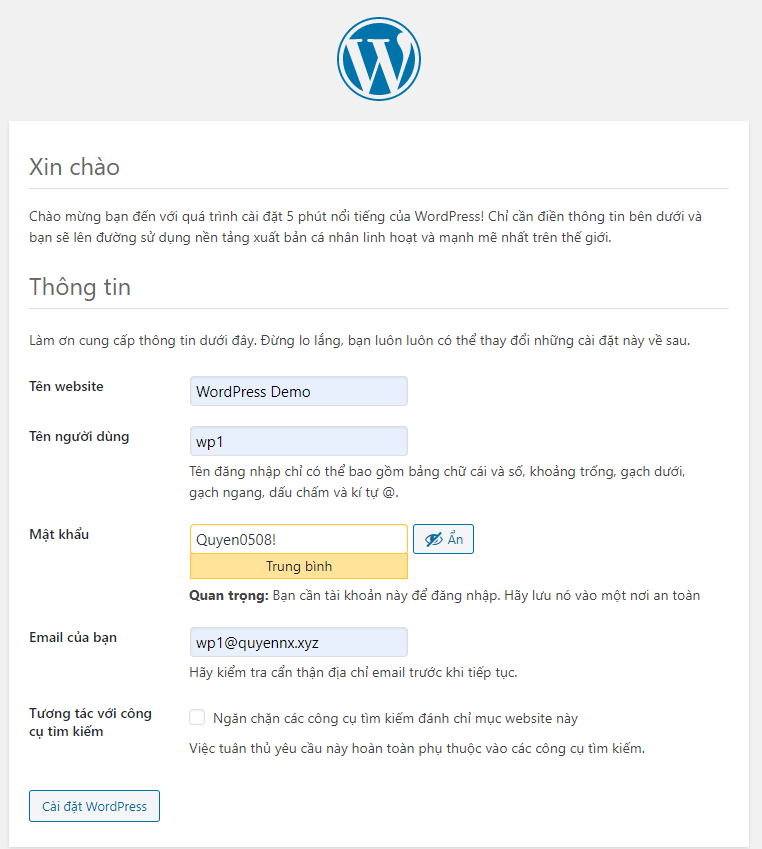 Xin chào
Chào mừng bạn đến với quá trình cài đặt 5 phút nổi tiếng của WordPress! Chỉ cần điền thông tin bên dưới và
bạn sẽ lên đường sử dụng nền tảng xuất bản cá nhân linh hoạt và mạnh mẽ nhất trên thế giới.
Thông tin
Làm ơn cung cấp thông tin dưới đây. Đừng lo lắng, bạn luôn luôn có thể thay đổi những cài đặt này về sau.
Tên website
WordPress Demo
Tên người dùng
wp1
Tên đăng nhập chỉ có thể bao gồm bảng chữ cái và số, khoảng trống, gạch dưới,
gạch ngang, dấu chấm và kí tự @.
Mật khẩu
Quyen0508!
Ẩn
Trung bình
Quan trọng: Bạn cần tài khoản này để đăng nhập. Hãy lưu nó vào một nơi an toàn
Email của bạn
wp1@quyennx.xyz
Hãy kiểm tra cẩn thận địa chỉ email trước khi tiếp tục.
Tương tác với công
cụ tìm kiếm
Ngăn chặn các công cụ tìm kiếm đánh chỉ mục website này
Việc tuân thủ yêu cầu này hoàn toàn phụ thuộc vào các công cụ tìm kiếm.
Cài đặt WordPress